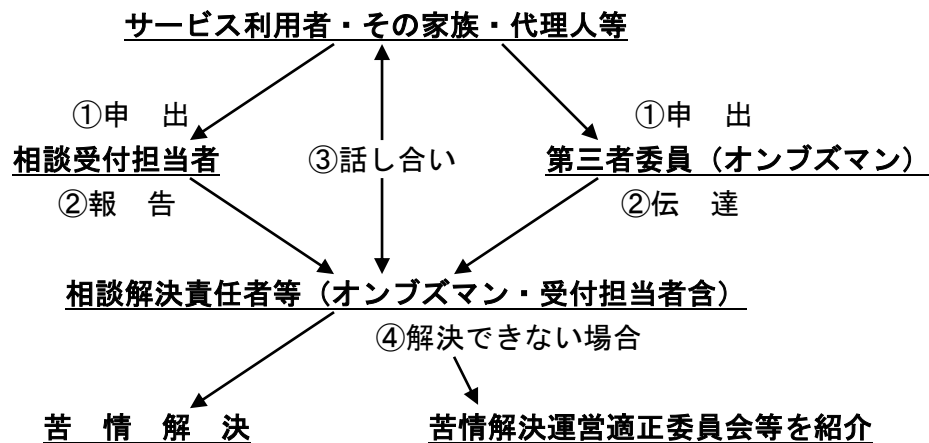 サービス利用者・その家族・代理人等
①申　出　①申　出
相談受付担当者　③話し合い　第三者委員（オンブズマン）
②報　告　②伝　達
相談解決責任者等（オンブズマン・受付担当者含）
④解決できない場合
苦　情　解　決　苦情解決運営適正委員会等を紹介